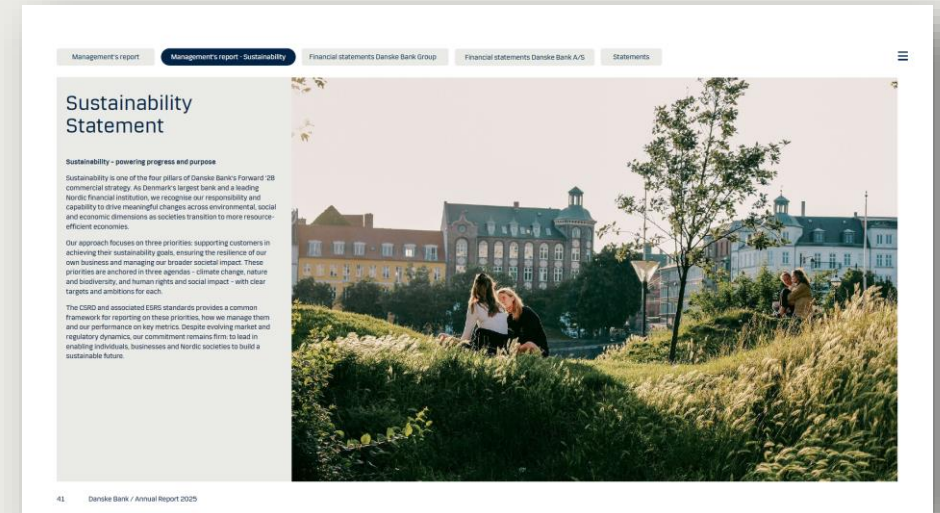 Management's report
Management's report - Sustainability
Financial statements Danske Bank Group
Financial statements Danske Bank A/S
Statements
Sustainability
Statement
Sustainability – powering progress and purpose
Sustainability is one of the four pillars of Danske Bank's Forward '28
commercial strategy. As Denmark's largest bank and a leading
Nordic financial institution, we recognise our responsibility and
capability to drive meaningful changes across environmental, social
and economic dimensions as societies transition to more resource-
efficient economies.
Our approach focuses on three priorities: supporting customers in
achieving their sustainability goals, ensuring the resilience of our
own business and managing our broader societal impact. These
priorities are anchored in three agendas – climate change, nature
and biodiversity, and human rights and social impact – with clear
targets and ambitions for each.
The CSRD and associated ESRS standards provides a common
framework for reporting on these priorities, how we manage them
and our performance on key metrics. Despite evolving market and
regulatory dynamics, our commitment remains firm: to lead in
enabling individuals, businesses and Nordic societies to build a
sustainable future.
41 Danske Bank / Annual Report 2025